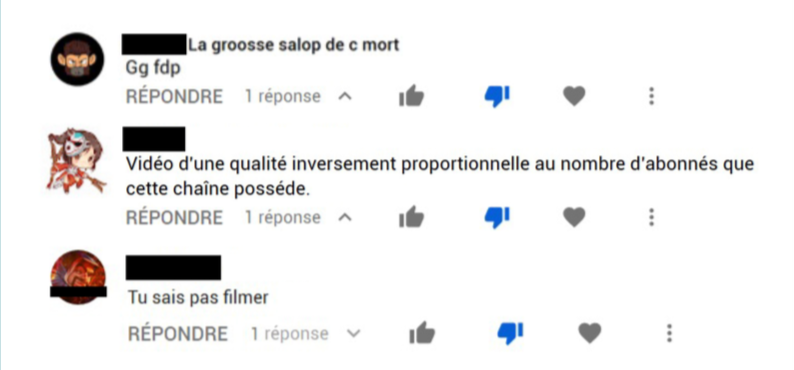 La groosse salop de c mort
Gg fdp
RÉPONDRE 1 réponse
Vidéo d'une qualité inversement proportionnelle au nombre d'abonnés que
cette chaîne posséde.
RÉPONDRE 1 réponse
Tu sais pas filmer
RÉPONDRE 1 réponse